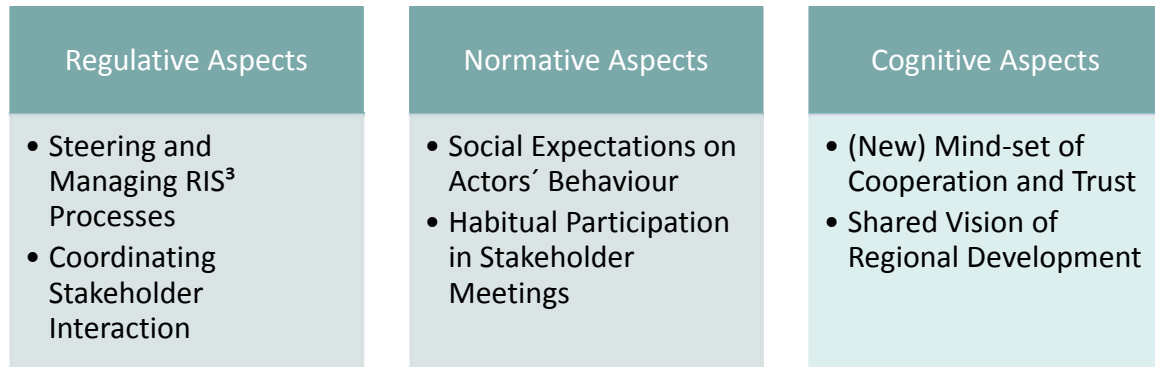 Regulative Aspects
• Steering and
Managing RIS³
Processes
• Coordinating
Stakeholder
Interaction
Normative Aspects
• Social Expectations on
Actors´ Behaviour
• Habitual Participation
in Stakeholder
Meetings
Cognitive Aspects
• (New) Mind-set of
Cooperation and Trust
• Shared Vision of
Regional Development